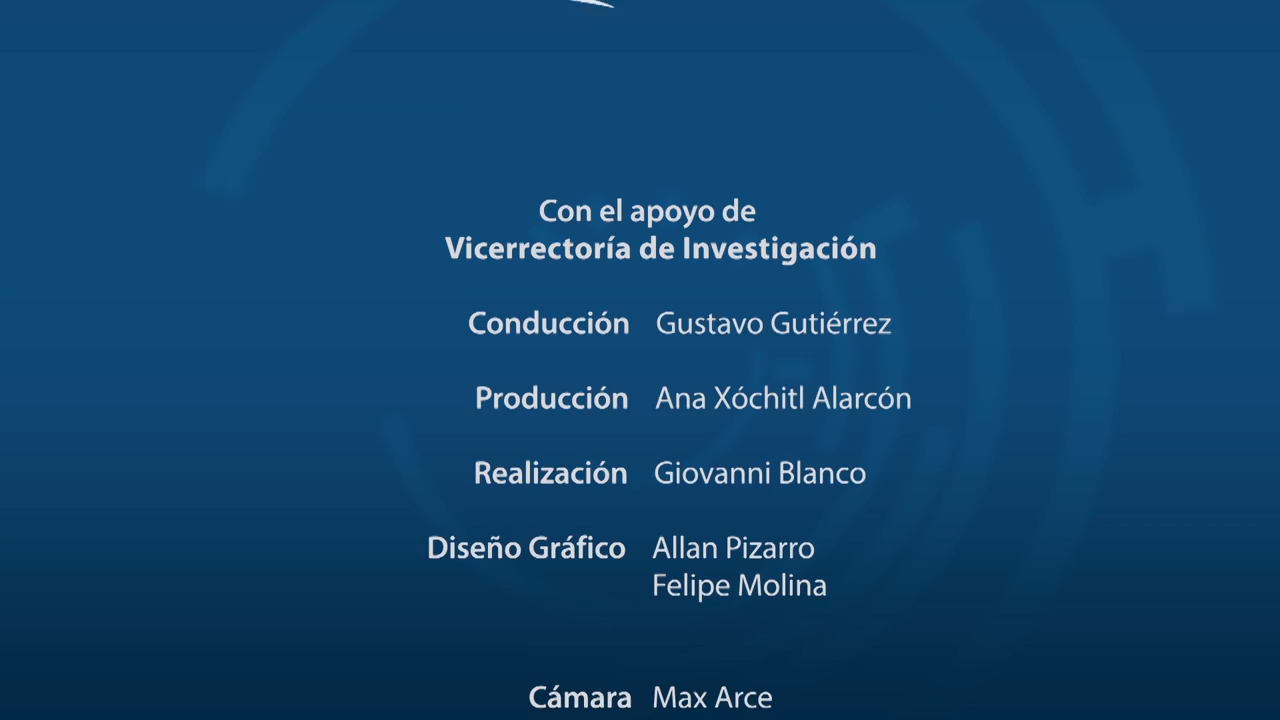 Con el apoyo de
Vicerrectoría de Investigación
Conducción Gustavo Gutiérrez
Producción Ana Xóchitl Alarcón
Realización Giovanni Blanco
Diseño Gráfico Allan Pizarro
Felipe Molina
Cámara Max Arce